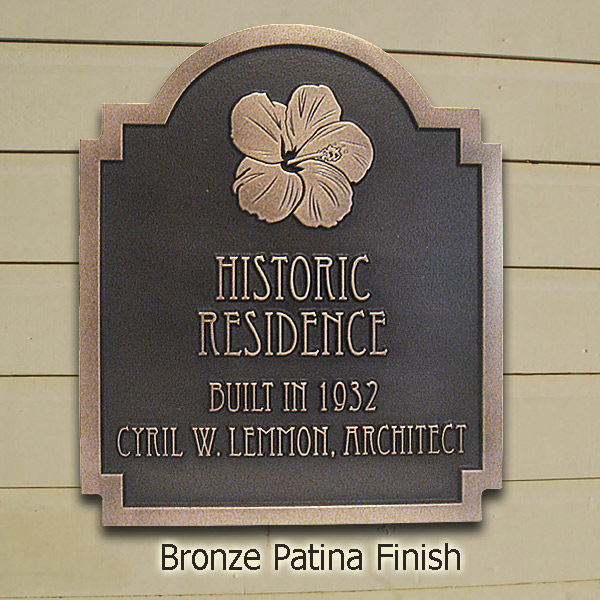 HISTORIC
RESIDENCE
BUILT IN 1932
CYRIL W. LEMMON, ARCHITECT
Bronze Patina Finish